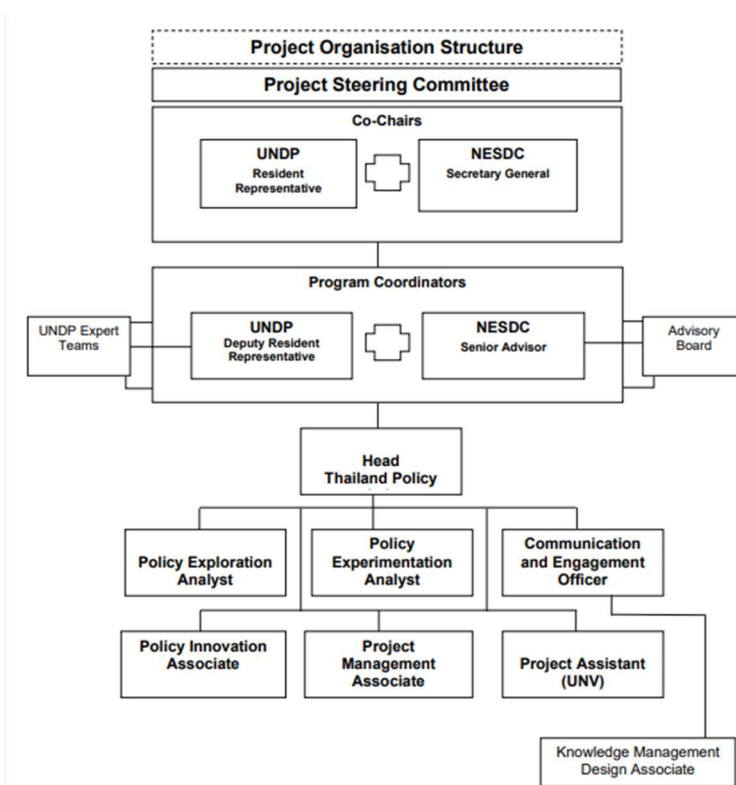 Project Organisation Structure
Project Steering Committee
Co-Chairs
UNDP
Resident
Representative
NESDC
Secretary General
Program Coordinators
UNDP Expert
Teams
UNDP
Deputy Resident
Representative
NESDC
Senior Advisor
Advisory
Board
Head
Thailand Policy
Policy Exploration
Analyst
Policy
Experimentation
Analyst
Communication
and Engagement
Officer
Policy Innovation
Associate
Project
Management
Associate
Project Assistant
(UNV)
Knowledge Management
Design Associate